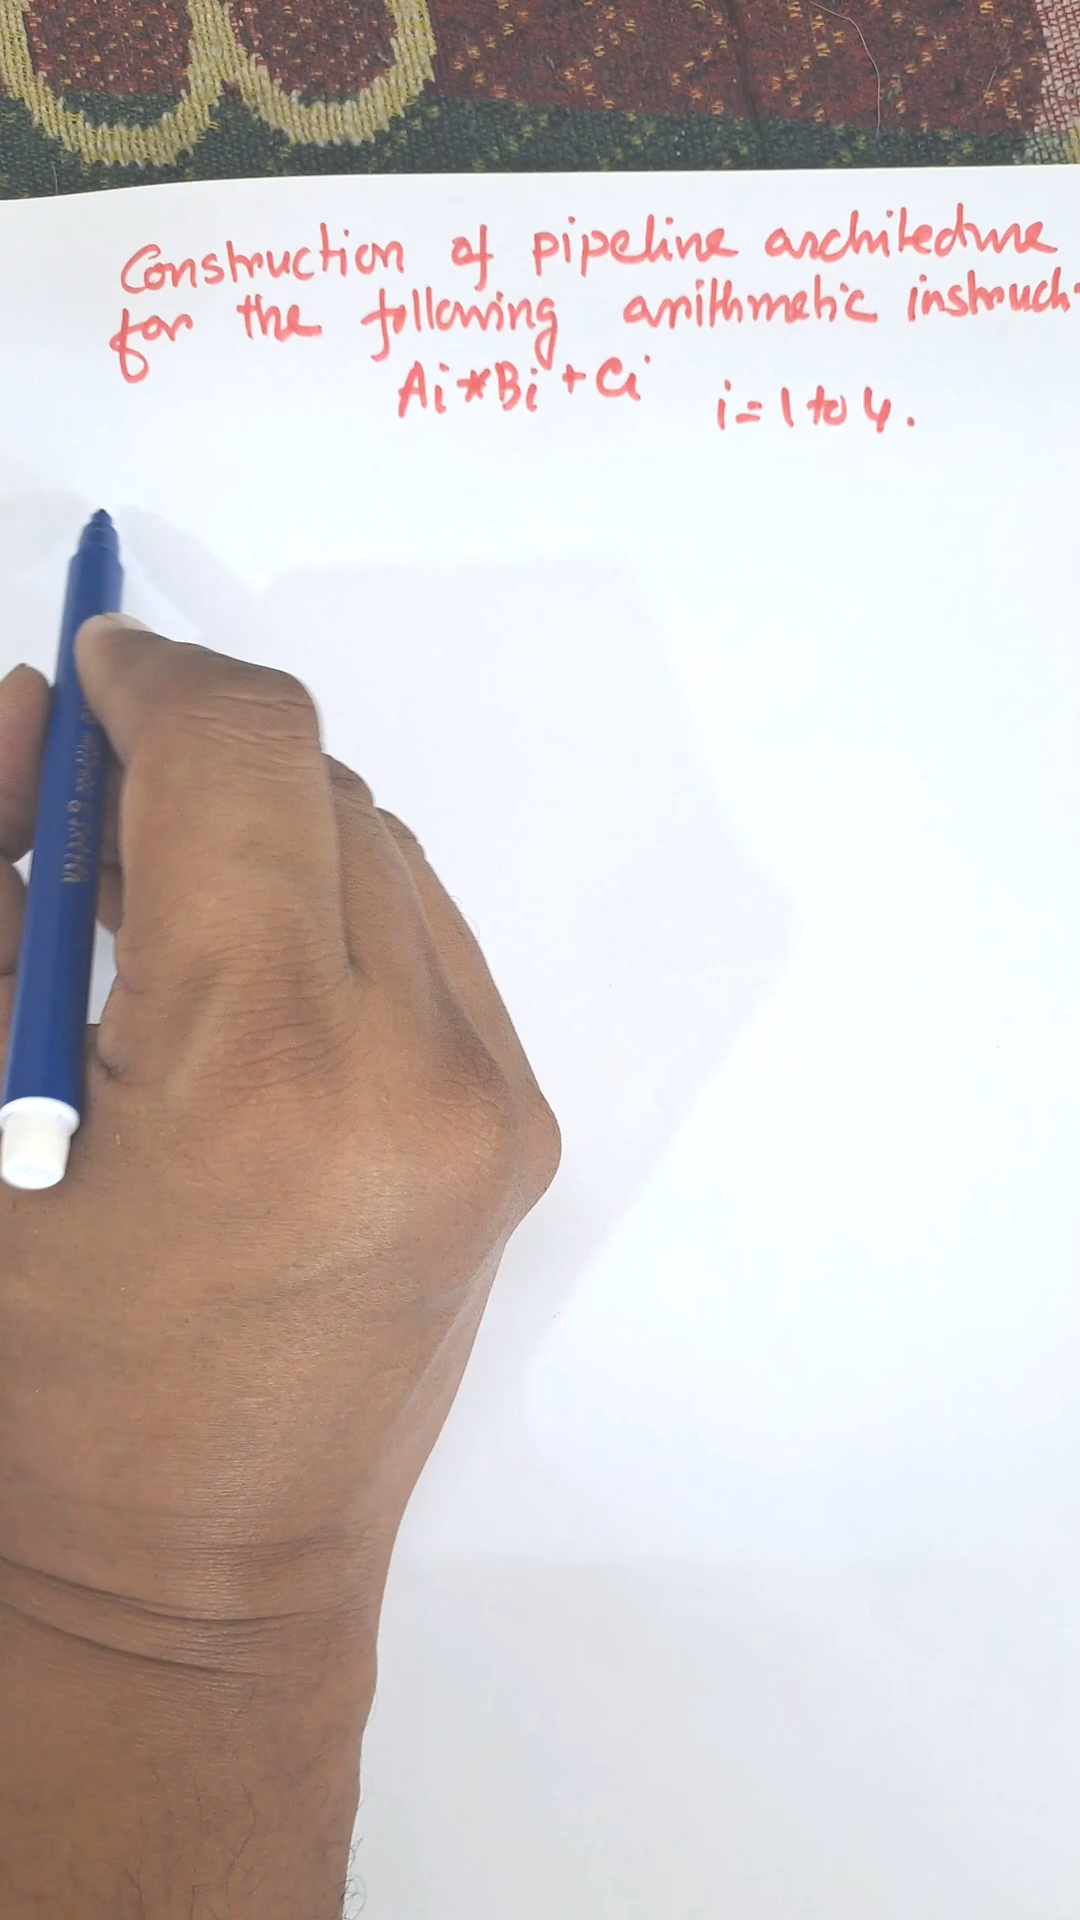 Construction of pipeline architecture
for the following arithmetic instruct-
Ai*Bi + Ci i=1 to 4.